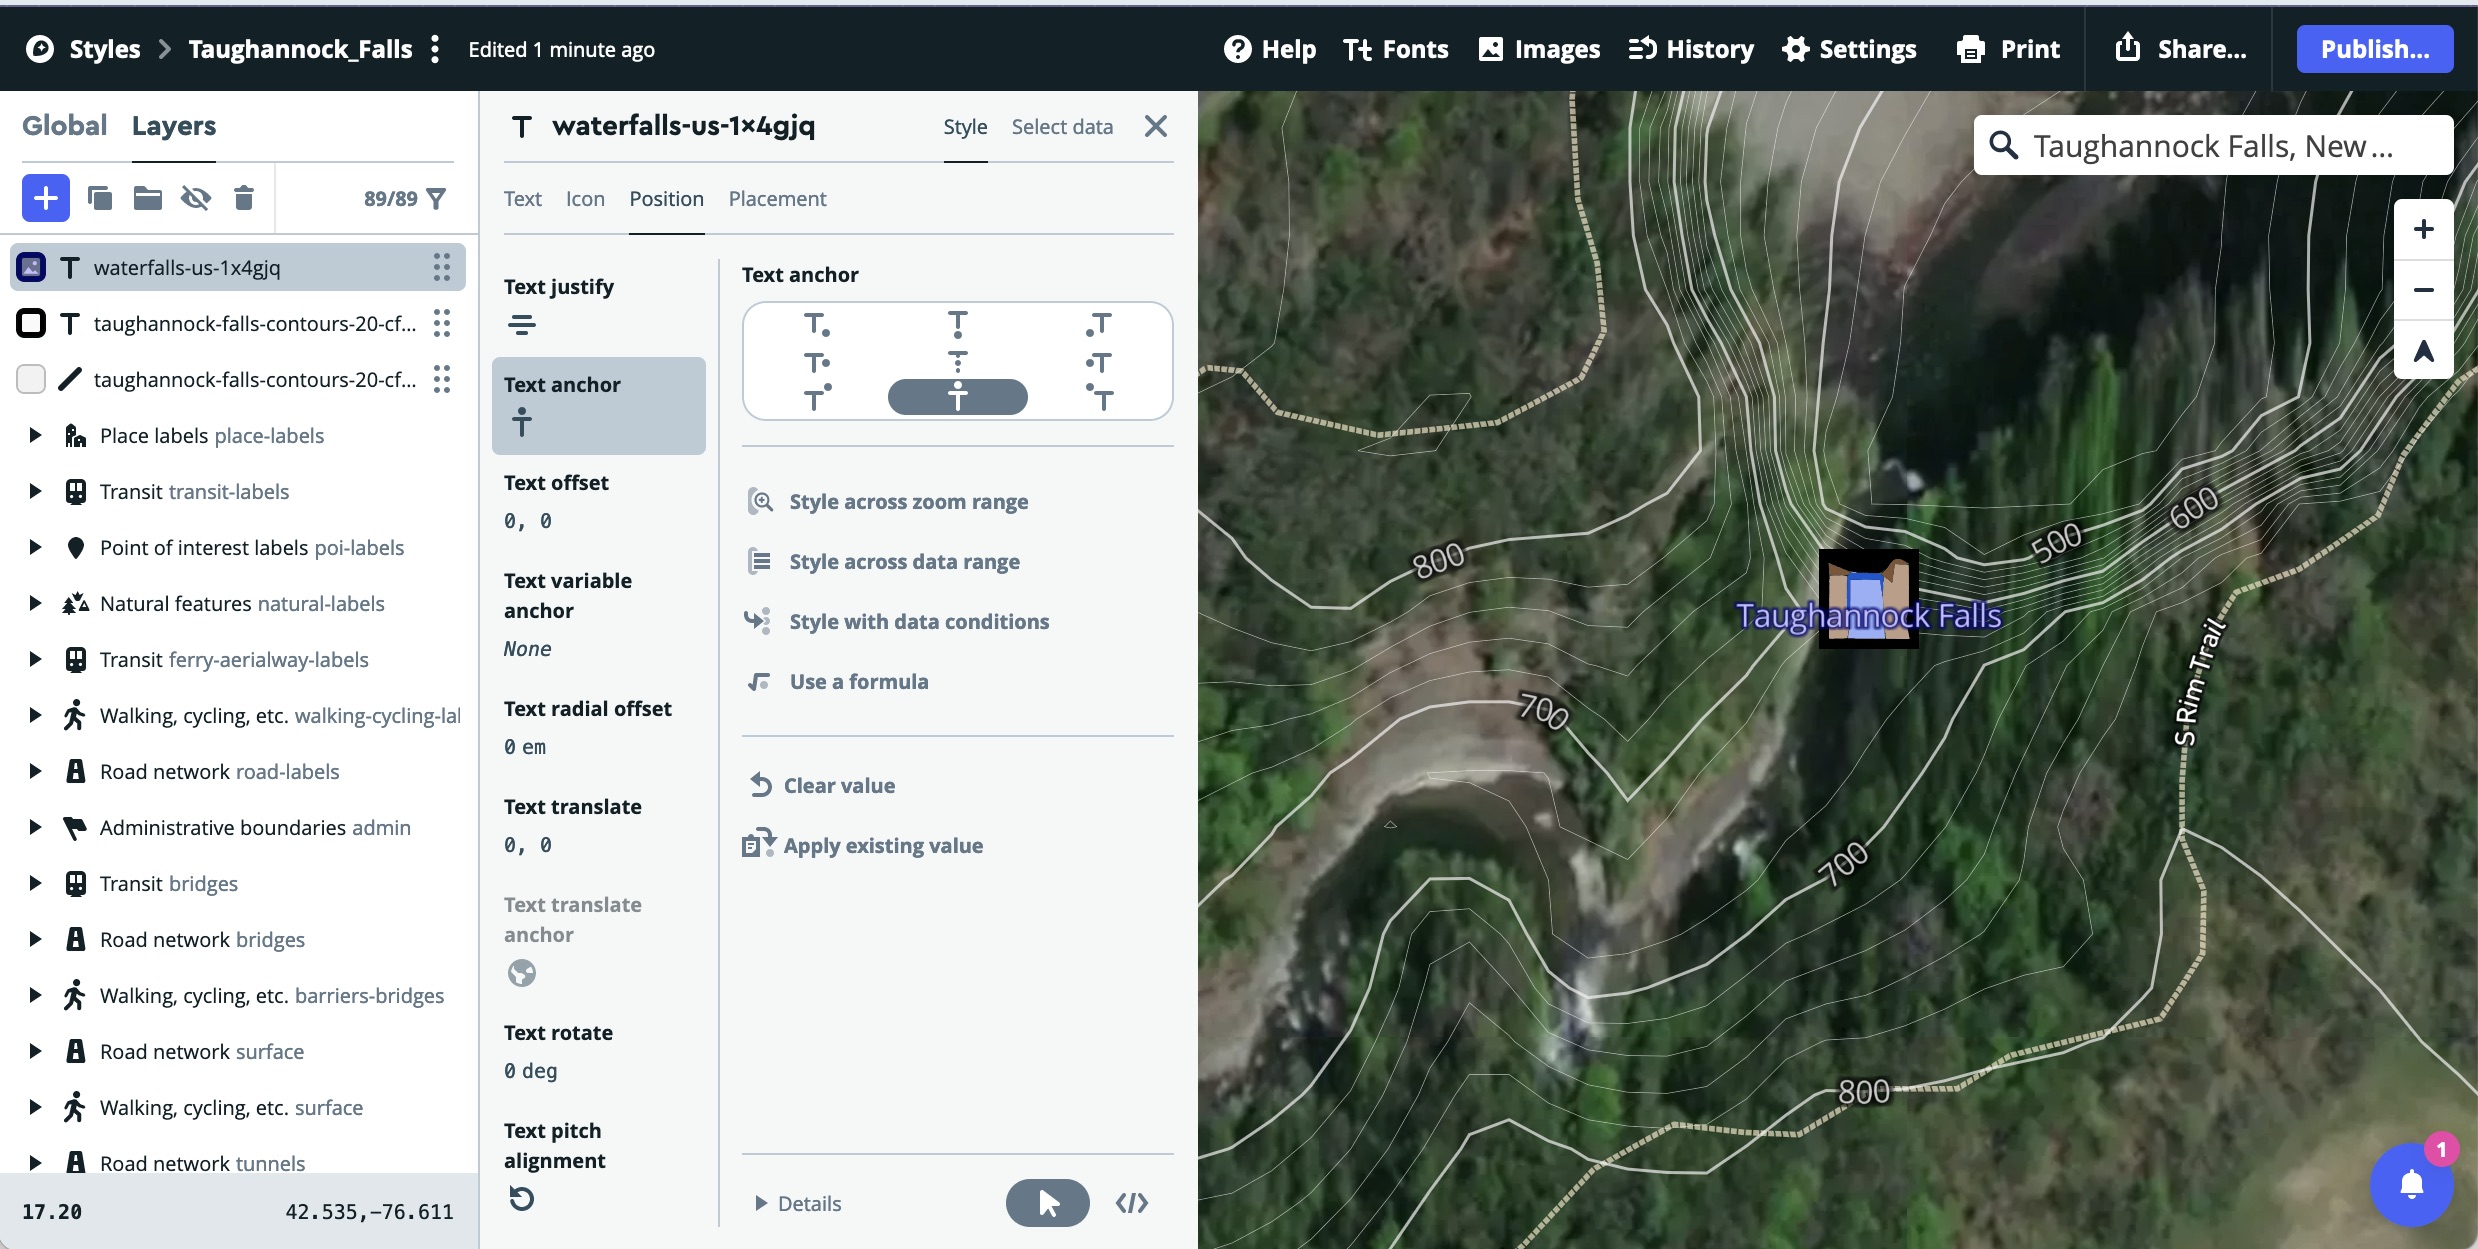 Styles
Taughannock_Falls
Edited 1 minute ago
Help
Fonts
Images
History
Settings
Print
Share...
Publish...
Global
Layers
89/89
waterfalls-us-1x4gjq
taughannock-falls-contours-20-cf...
taughannock-falls-contours-20-cf...
Place labels place-labels
Transit transit-labels
Point of interest labels poi-labels
Natural features natural-labels
Transit ferry-aerialway-labels
Walking, cycling, etc. walking-cycling-lal
Road network road-labels
Administrative boundaries admin
Transit bridges
Road network bridges
Walking, cycling, etc. barriers-bridges
Road network surface
Walking, cycling, etc. surface
Road network tunnels
17.20
42.535,-76.611
waterfalls-us-1×4gjq
Style
Select data
Text
Icon
Position
Placement
Text justify
Text anchor
Text offset
0, 0
Text variable
anchor
None
Text radial offset
0 em
Text translate
0, 0
Text translate
anchor
Text rotate
0 deg
Text pitch
alignment
Text anchor
Style across zoom range
Style across data range
Style with data conditions
Use a formula
Clear value
Apply existing value
Details
Taughannock Falls, New ...
800
500
600
Taughannock Falls
700
S Rim Trail
700
800
1